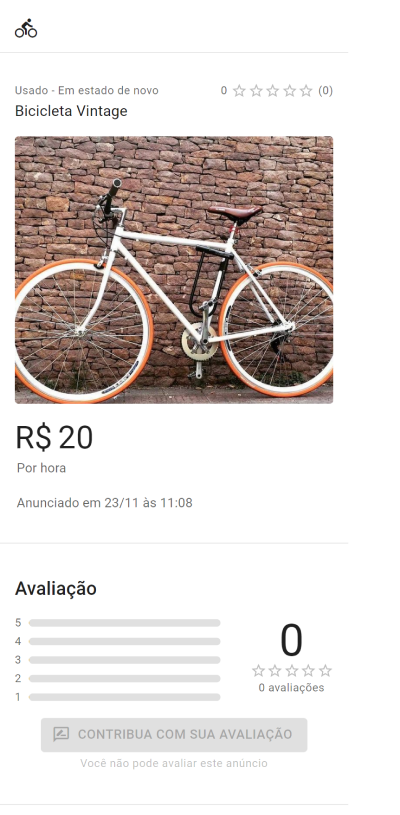 Usado - Em estado de novo
0 (0)
Bicicleta Vintage
R$ 20
Por hora
Anunciado em 23/11 às 11:08
Avaliação
5
4
3
2
1
0
0 avaliações
CONTRIBUA COM SUA AVALIAÇÃO
Você não pode avaliar este anúncio